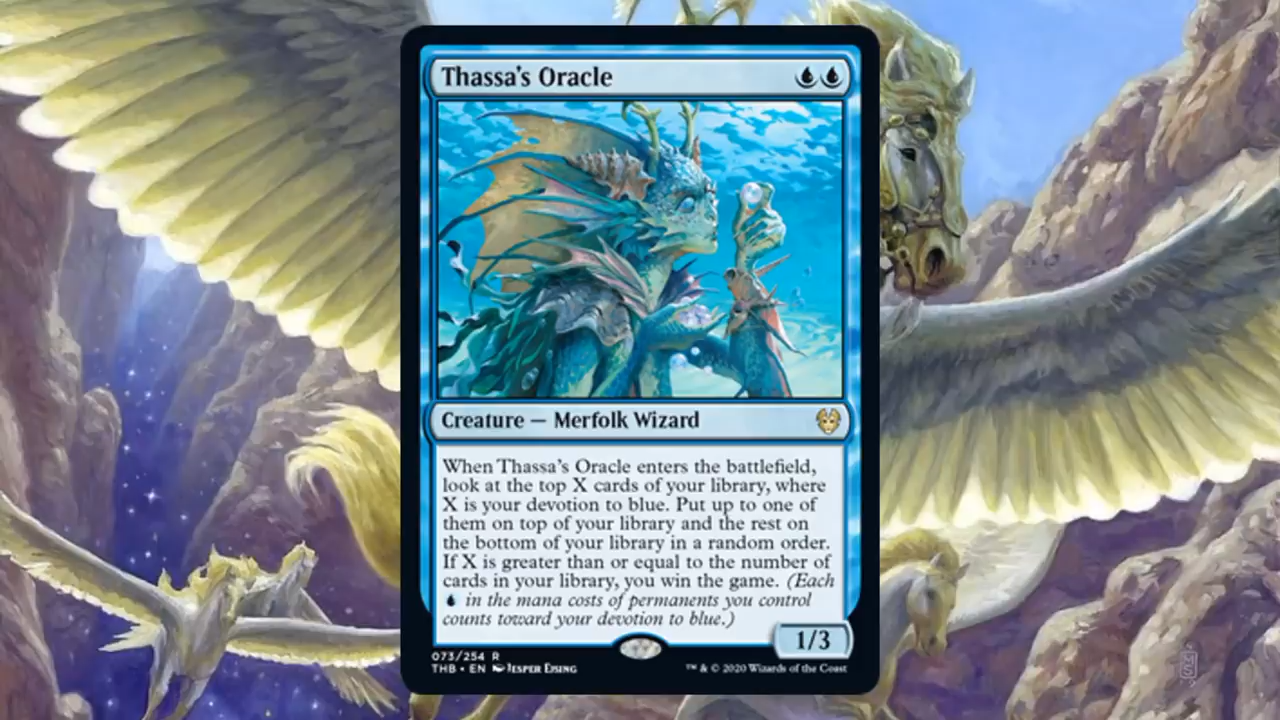 Thassa's Oracle
Creature — Merfolk Wizard
When Thassa's Oracle enters the battlefield,
look at the top X cards of your library, where
X is your devotion to blue. Put up to one of
them on top of your library and the rest on
the bottom of your library in a random order.
If X is greater than or equal to the number of
cards in your library, you win the game. (Each
in the mana costs of permanents you control
counts toward your devotion to blue.)
1/3
073/254 R
THB • EN JESPER EJSING
™ & © 2020 Wizards of the Coast